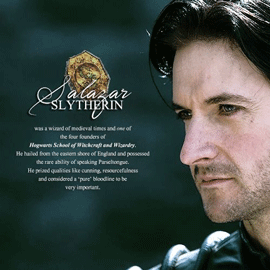 Salazar
SLYTHERIN
was a wizard of medieval times and one of
the four founders of
Hogwarts School of Witchcraft and Wizardry.
He hailed from the eastern shore of England and possessed
the rare ability of speaking Parseltongue.
He prized qualities like cunning, resourcefulness
and considered a 'pure' bloodline to be
very important.